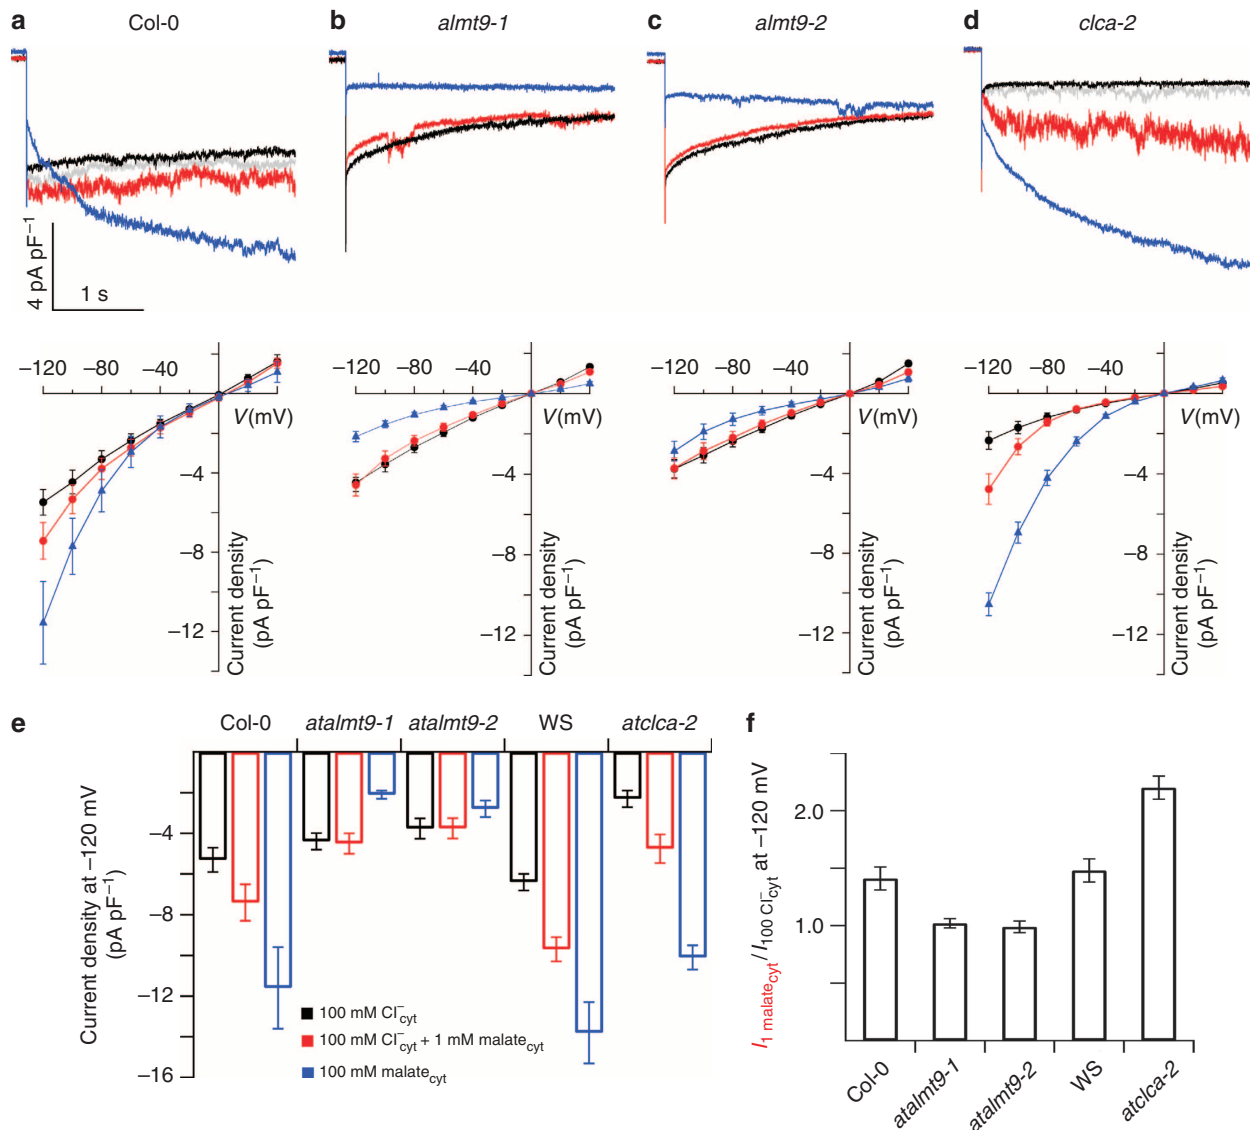 a Col-0
b almt9-1
c almt9-2
d clca-2
4 pA pF⁻¹
1 s
−120 −80 −40
V(mV)
−4
−8
−12
Current density
(pA pF⁻¹)
−120 −80 −40
V(mV)
−4
−8
−12
Current density
(pA pF⁻¹)
−120 −80 −40
V(mV)
−4
−8
−12
Current density
(pA pF⁻¹)
−120 −80 −40
V(mV)
−4
−8
−12
Current density
(pA pF⁻¹)
e
Col-0 atalmt9-1 atalmt9-2 WS atclca-2
Current density at −120 mV
(pA pF⁻¹)
−4
−8
−12
−16
100 mM Cl⁻cyt
100 mM Cl⁻cyt + 1 mM malatecyt
100 mM malatecyt
f
I1 malatecyt/I100 Cl⁻cyt at −120 mV
2.0
1.0
Col-0 atalmt9-1 atalmt9-2 WS atclca-2